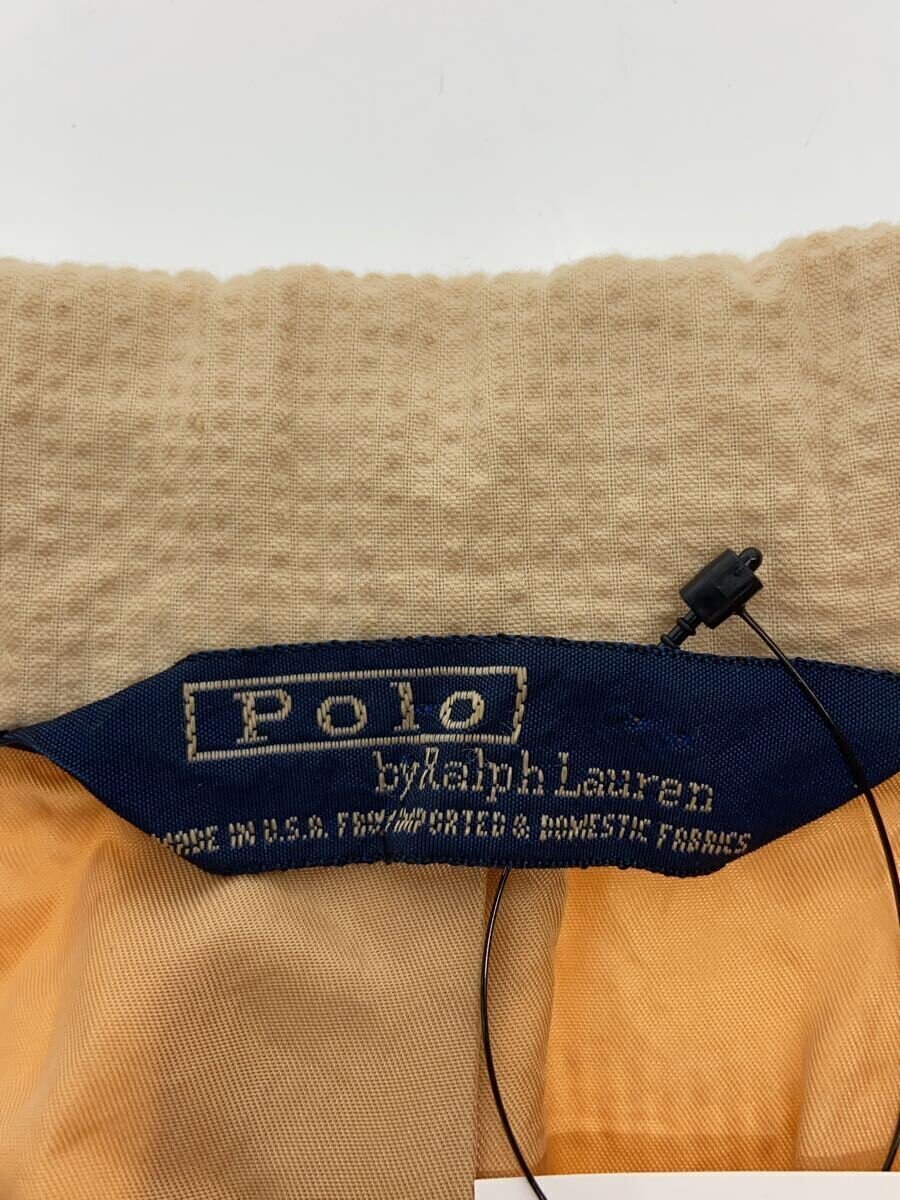 Polo
by Ralph Lauren
MADE IN U.S.A. FROM IMPORTED & DOMESTIC FABRICS